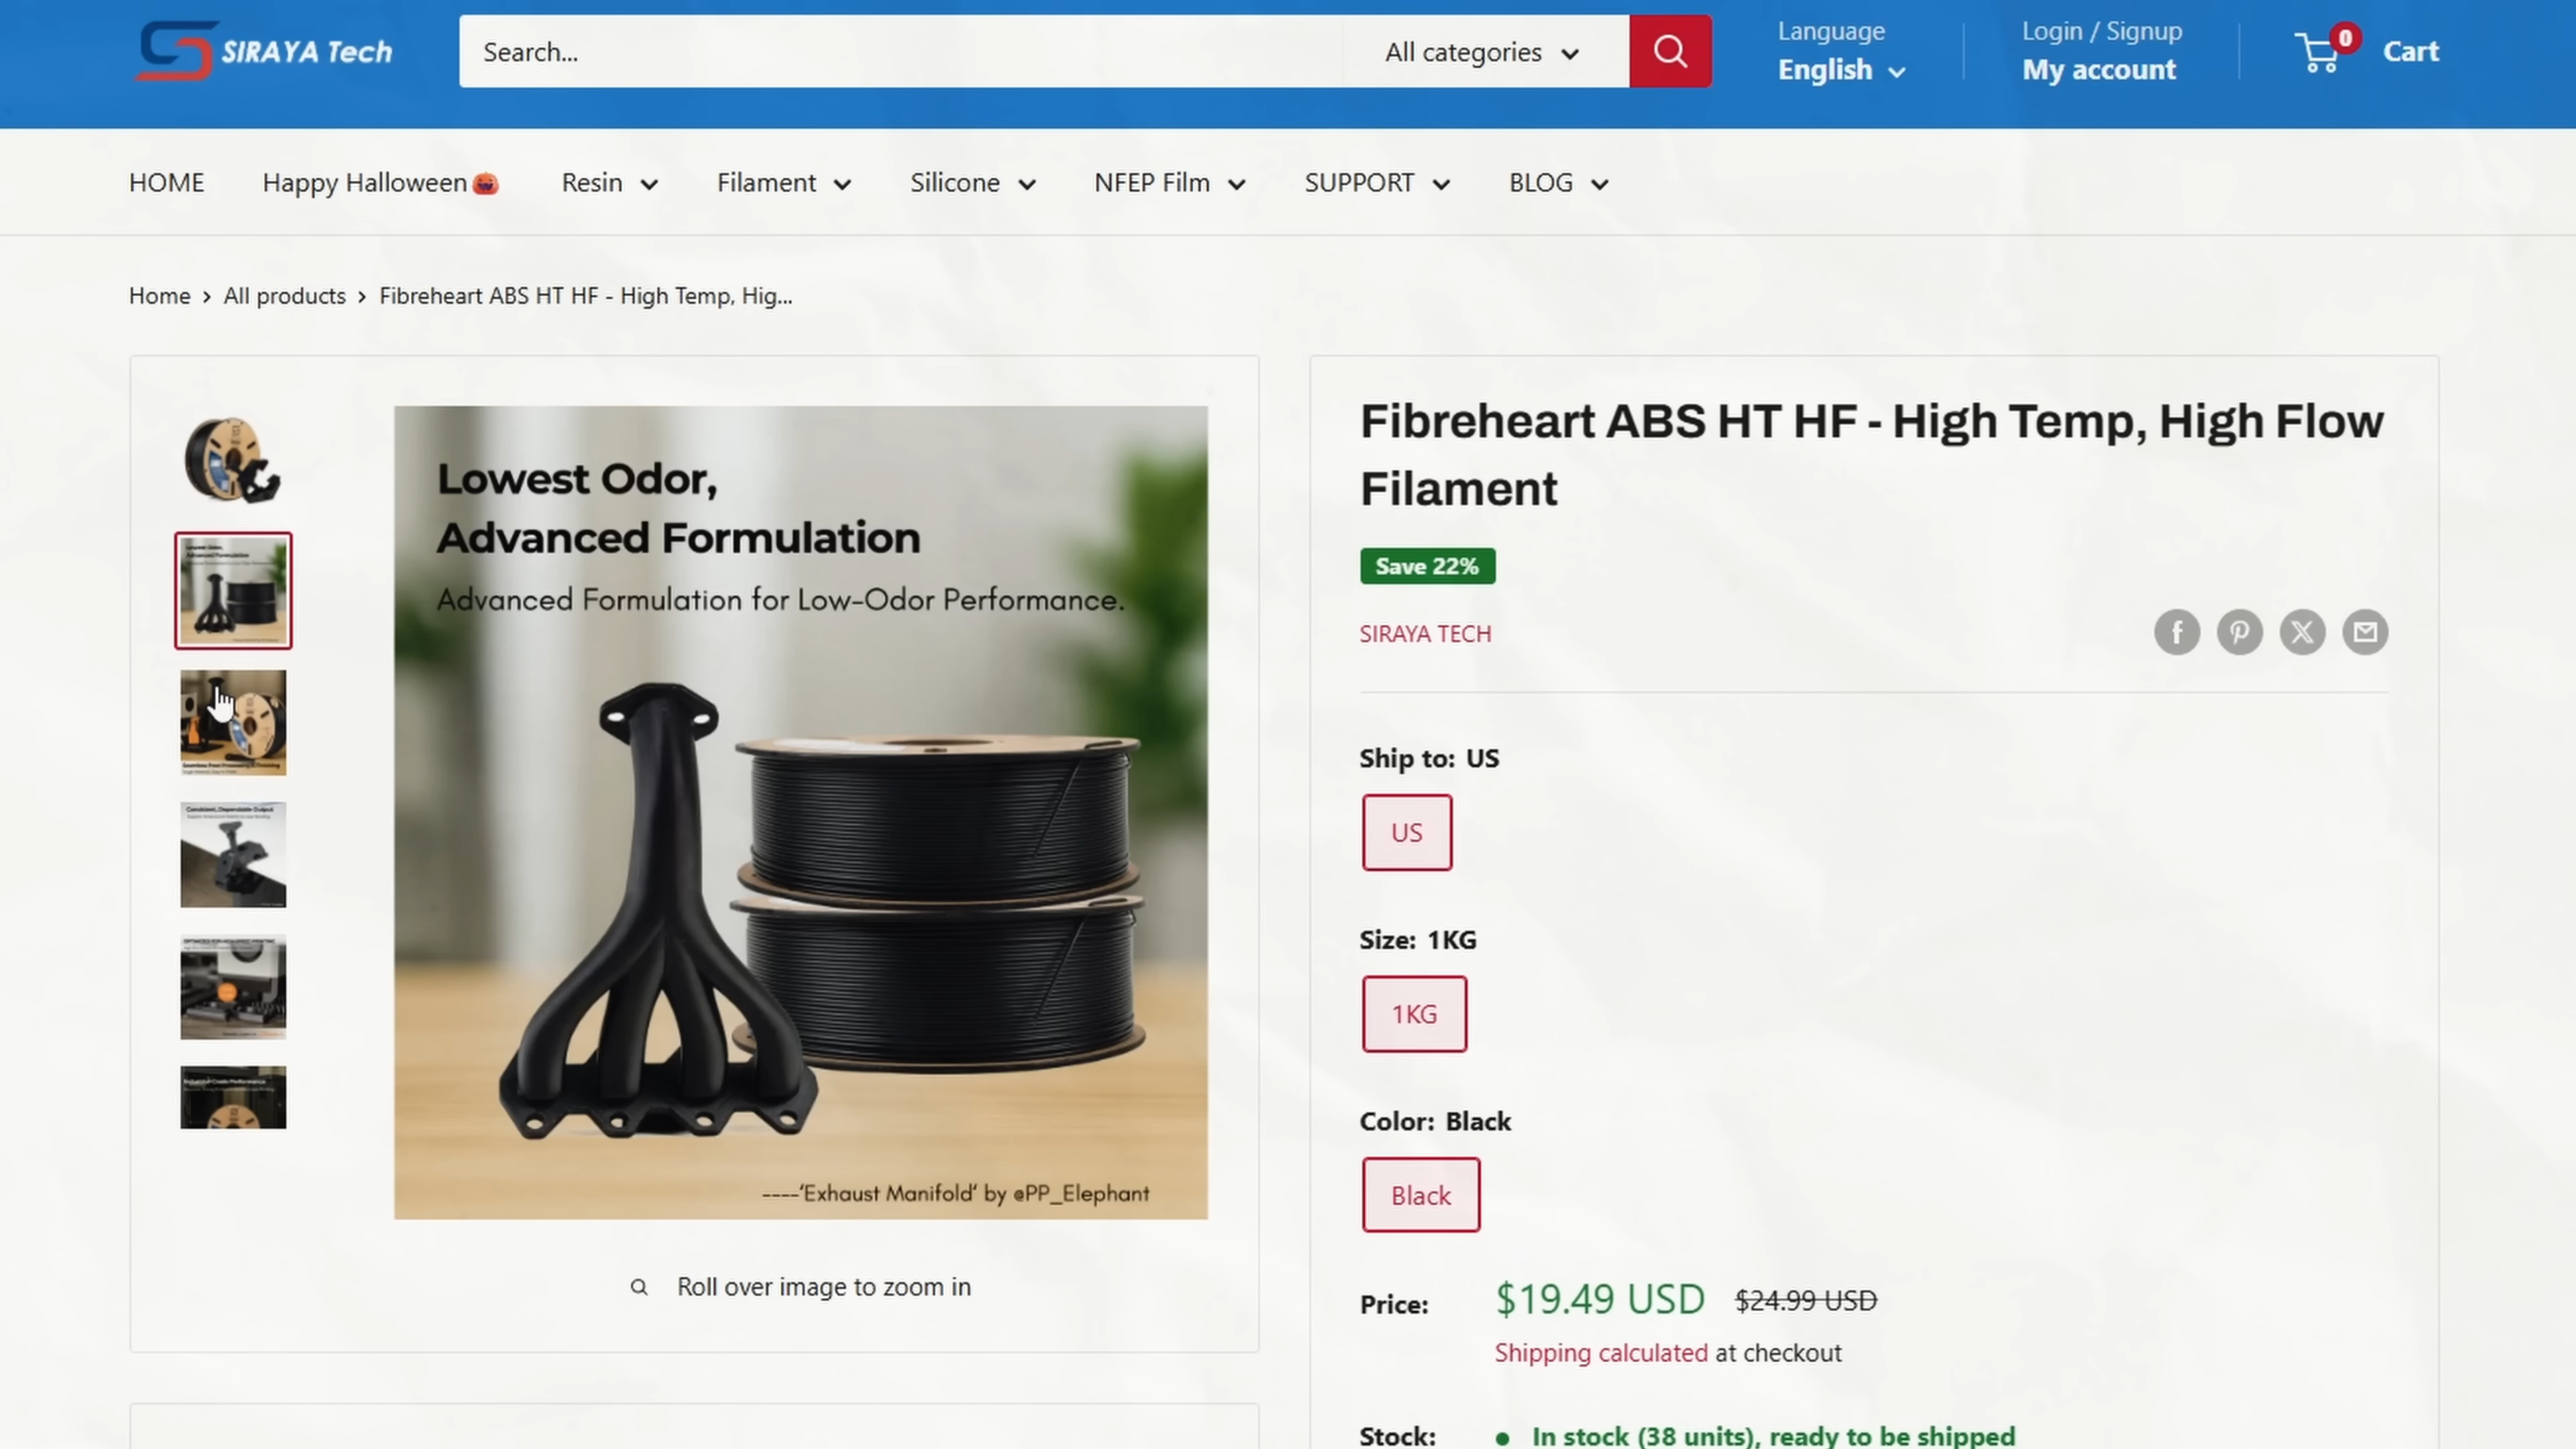 SIRAYA Tech
Search...
All categories
Language
English
Login / Signup
My account
0
Cart
HOME
Happy Halloween
Resin
Filament
Silicone
NFEP Film
SUPPORT
BLOG
Home > All products > Fibreheart ABS HT HF - High Temp, Hig...
Lowest Odor,
Advanced Formulation
Advanced Formulation for Low-Odor Performance.
----'Exhaust Manifold' by @PP_Elephant
Roll over image to zoom in
Fibreheart ABS HT HF - High Temp, High Flow
Filament
Save 22%
SIRAYA TECH
Ship to: US
US
Size: 1KG
1KG
Color: Black
Black
Price: $19.49 USD $24.99 USD
Shipping calculated at checkout
Stock: In stock (38 units), ready to be shipped